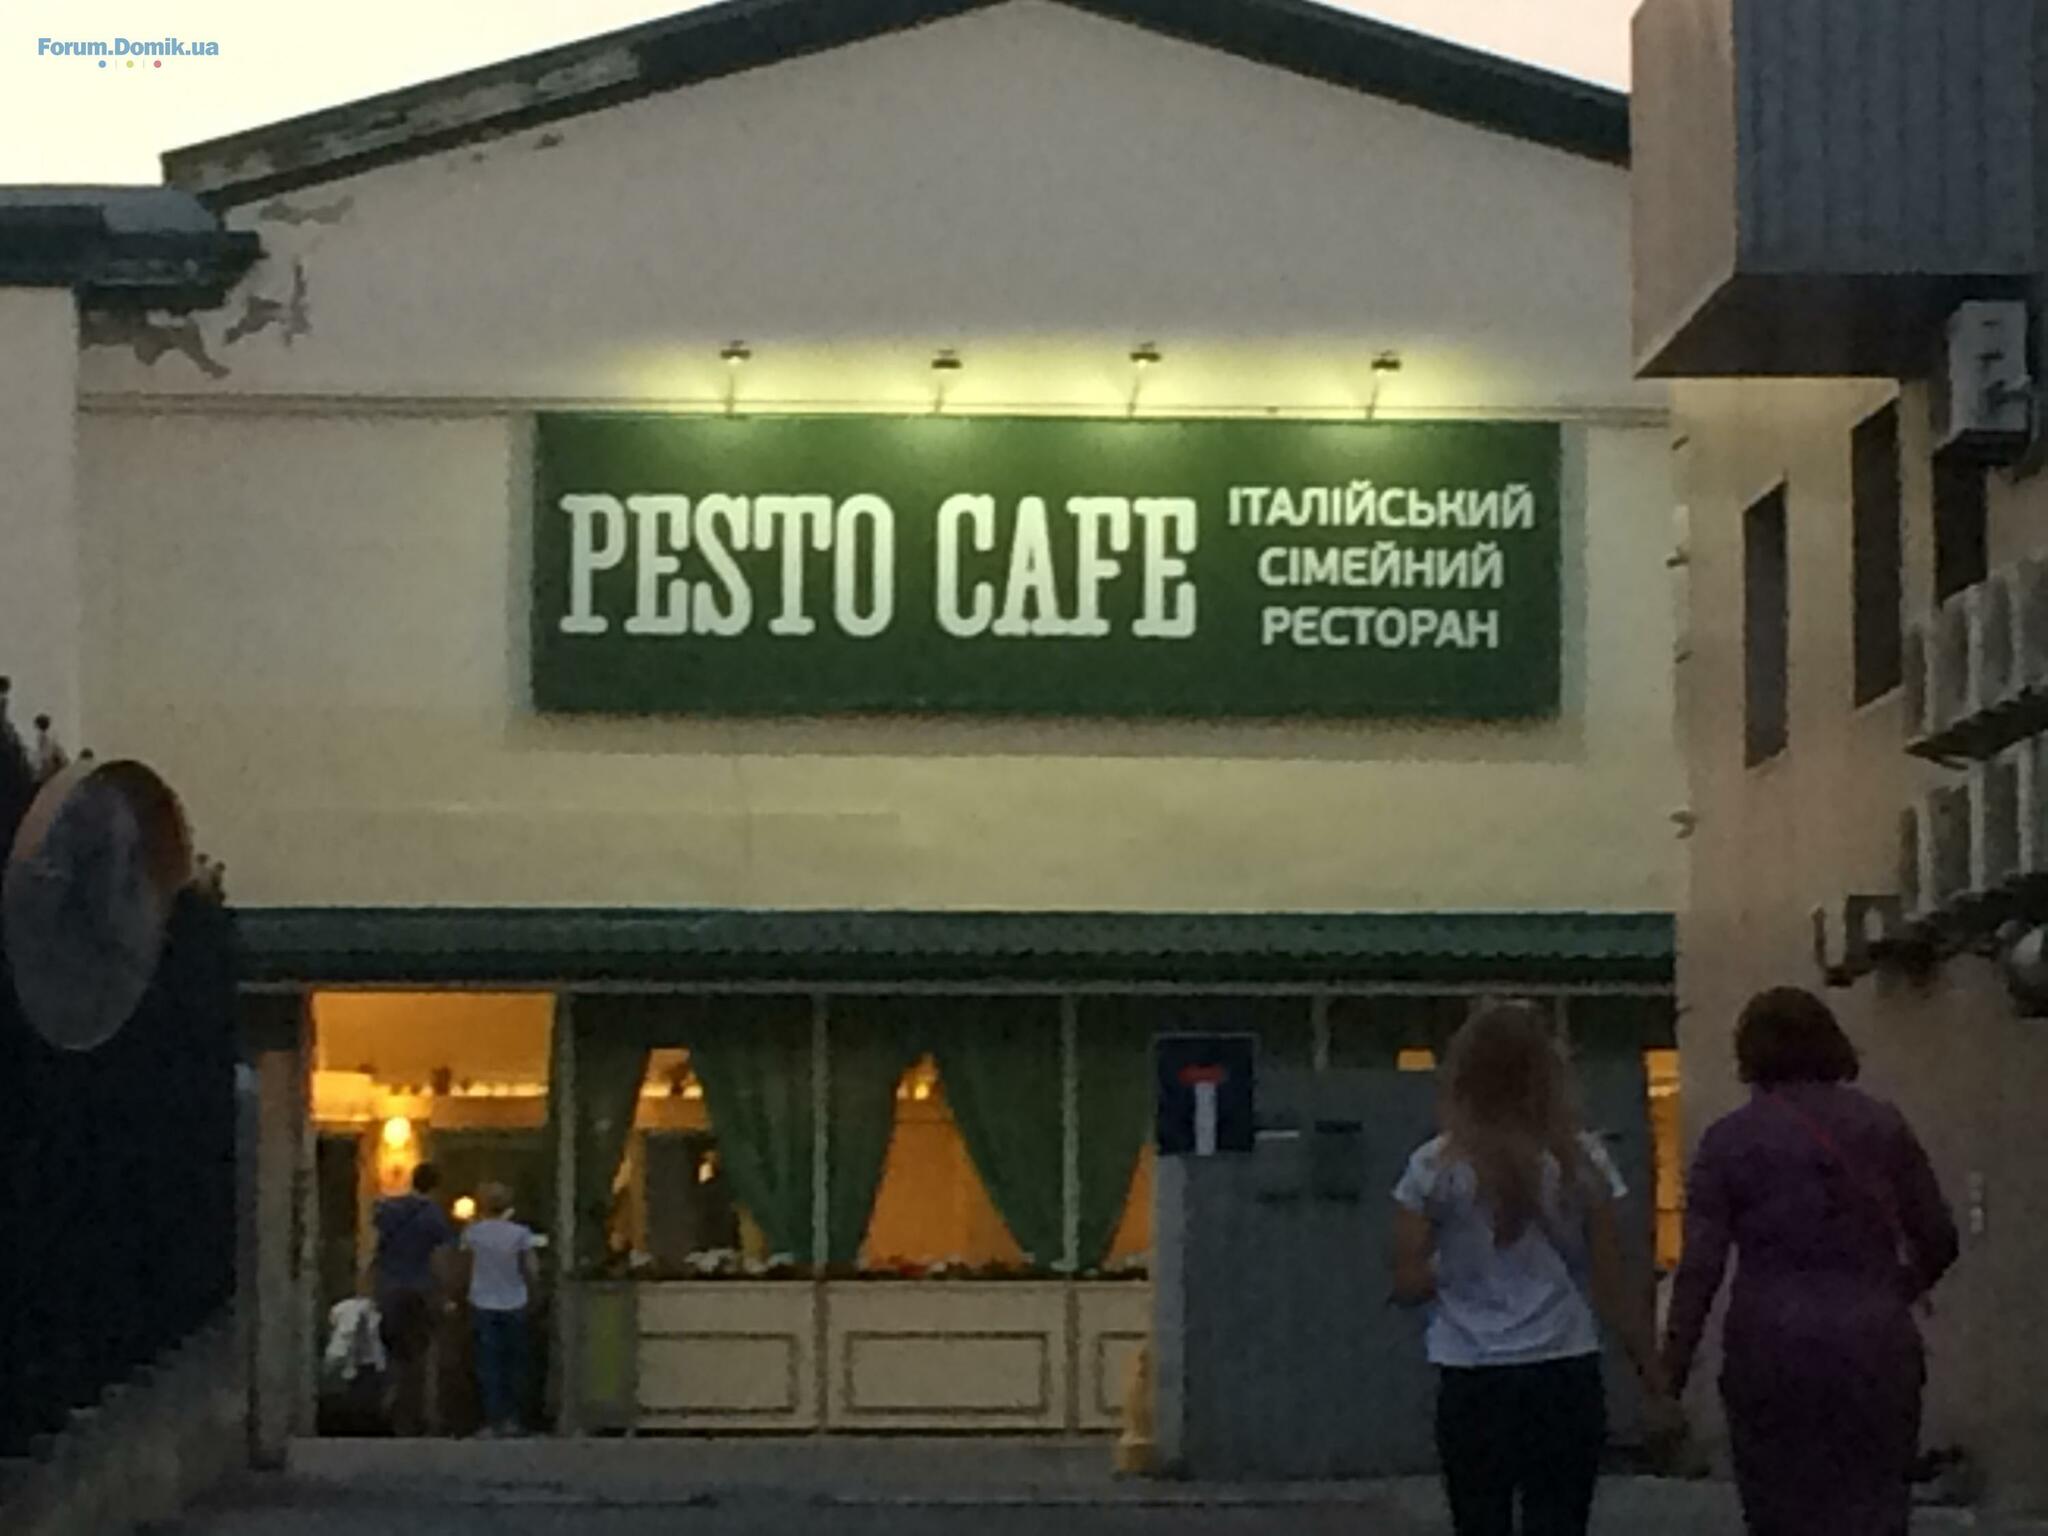 Forum.Domik.ua
PESTO CAFE
ІТАЛІЙСЬКИЙ
СІМЕЙНИЙ
РЕСТОРАН